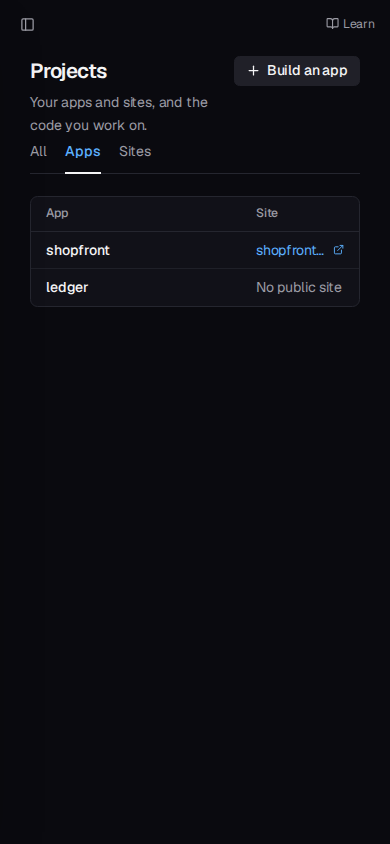 Learn
Projects
Build an app
Your apps and sites, and the
code you work on.
All Apps Sites
App Site
shopfront shopfront...
ledger No public site